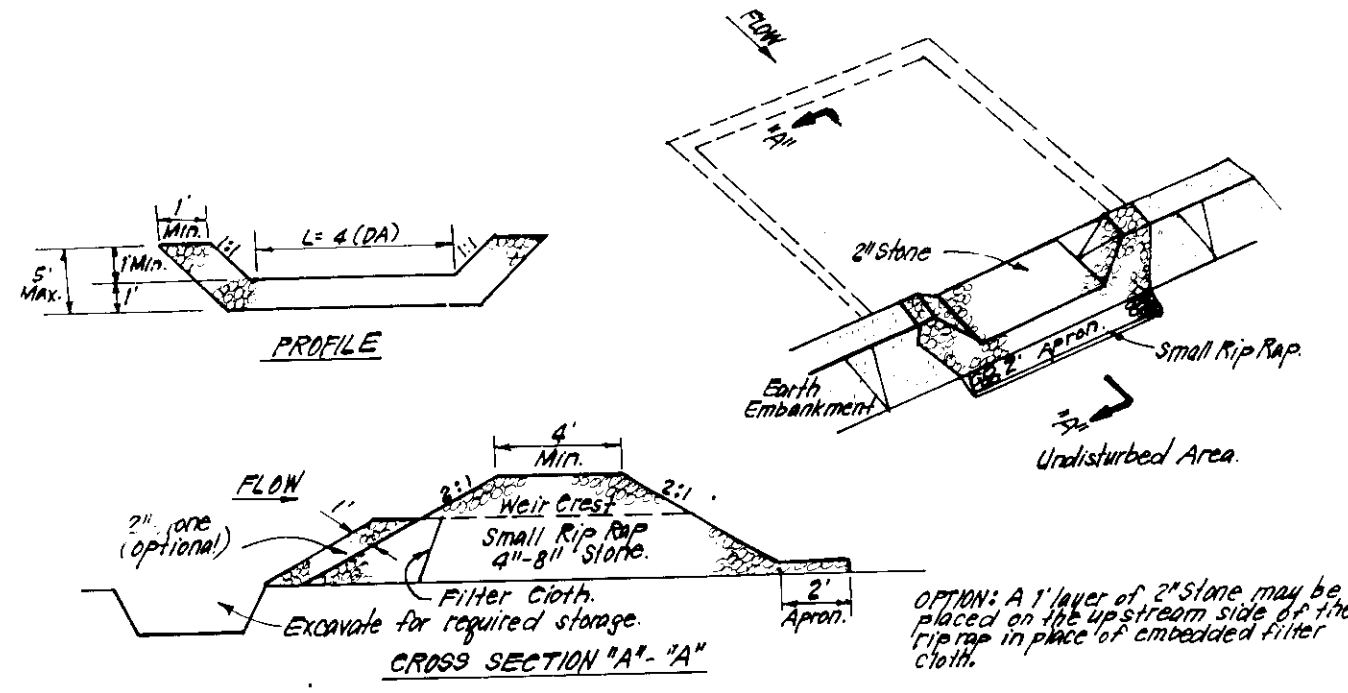 FLOW
"A"
1'
Min.
1:1
L= 4 (DA)
1:1
1' Min.
5'
MAX.
1'
PROFILE
2" Stone
2' Apron.
Small Rip Rap.
Earth
Embankment
"A"
Undisturbed Area.
4'
Min.
FLOW
1'
2:1
2:1
Weir Crest
2"
(optional)
Small Rip Rap
4"-8" Stone.
Filter Cloth.
Excavate for required storage.
2'
Apron.
CROSS SECTION "A"- "A"
OPTION: A 1' layer of 2" Stone may be
placed on the upstream side of the
rip rap in place of embedded filter
cloth.